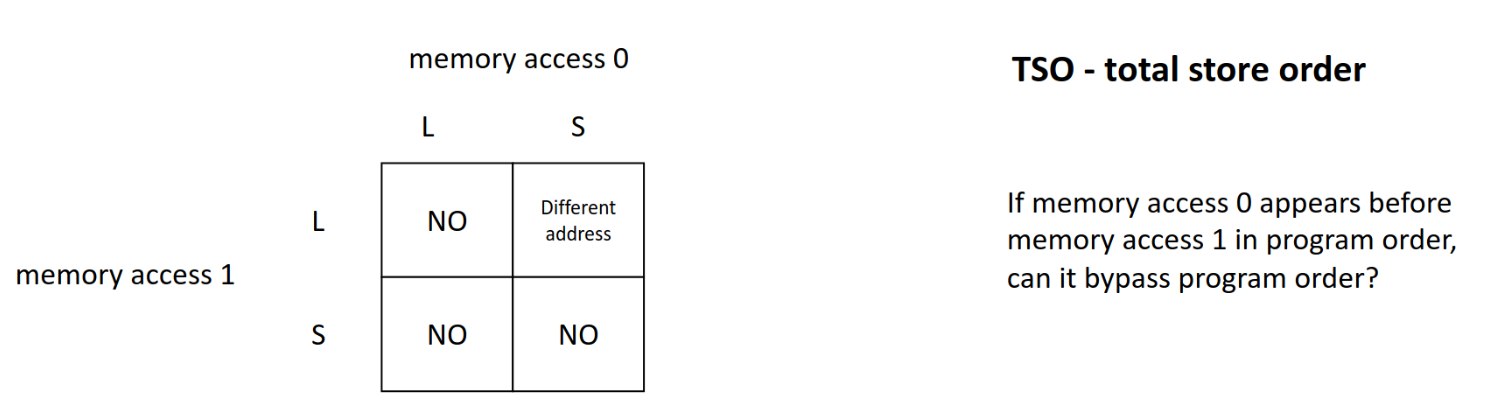 memory access 0
TSO - total store order
L S
L NO Different
address
If memory access 0 appears before
memory access 1 in program order,
can it bypass program order?
memory access 1
S NO NO